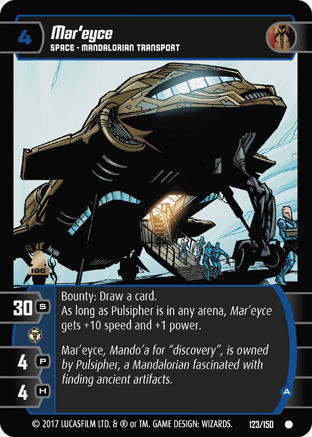 4 Mar'eyce
SPACE - MANDALORIAN TRANSPORT
IDC
30 S
4 P
4 H
Bounty: Draw a card.
As long as Pulsipher is in any arena, Mar'eyce
gets +10 speed and +1 power.
Mar'eyce, Mando'a for “discovery”, is owned
by Pulsipher, a Mandalorian fascinated with
finding ancient artifacts.
A
© 2017 LUCASFILM LTD. & ® or TM. GAME DESIGN: WIZARDS. 123/150